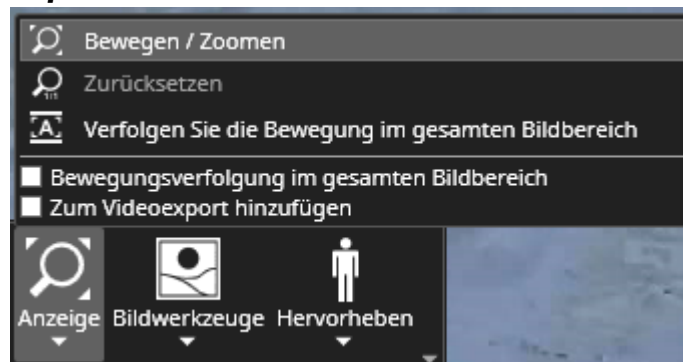 Bewegen / Zoomen
Zurücksetzen
Verfolgen Sie die Bewegung im gesamten Bildbereich
Bewegungsverfolgung im gesamten Bildbereich
Zum Videoexport hinzufügen
Anzeige Bildwerkzeuge Hervorheben